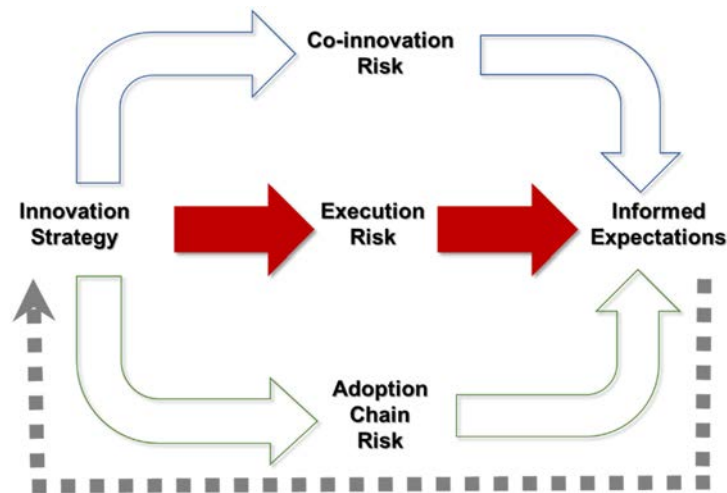 Co-innovation
Risk
Innovation
Strategy
Execution
Risk
Informed
Expectations
Adoption
Chain
Risk